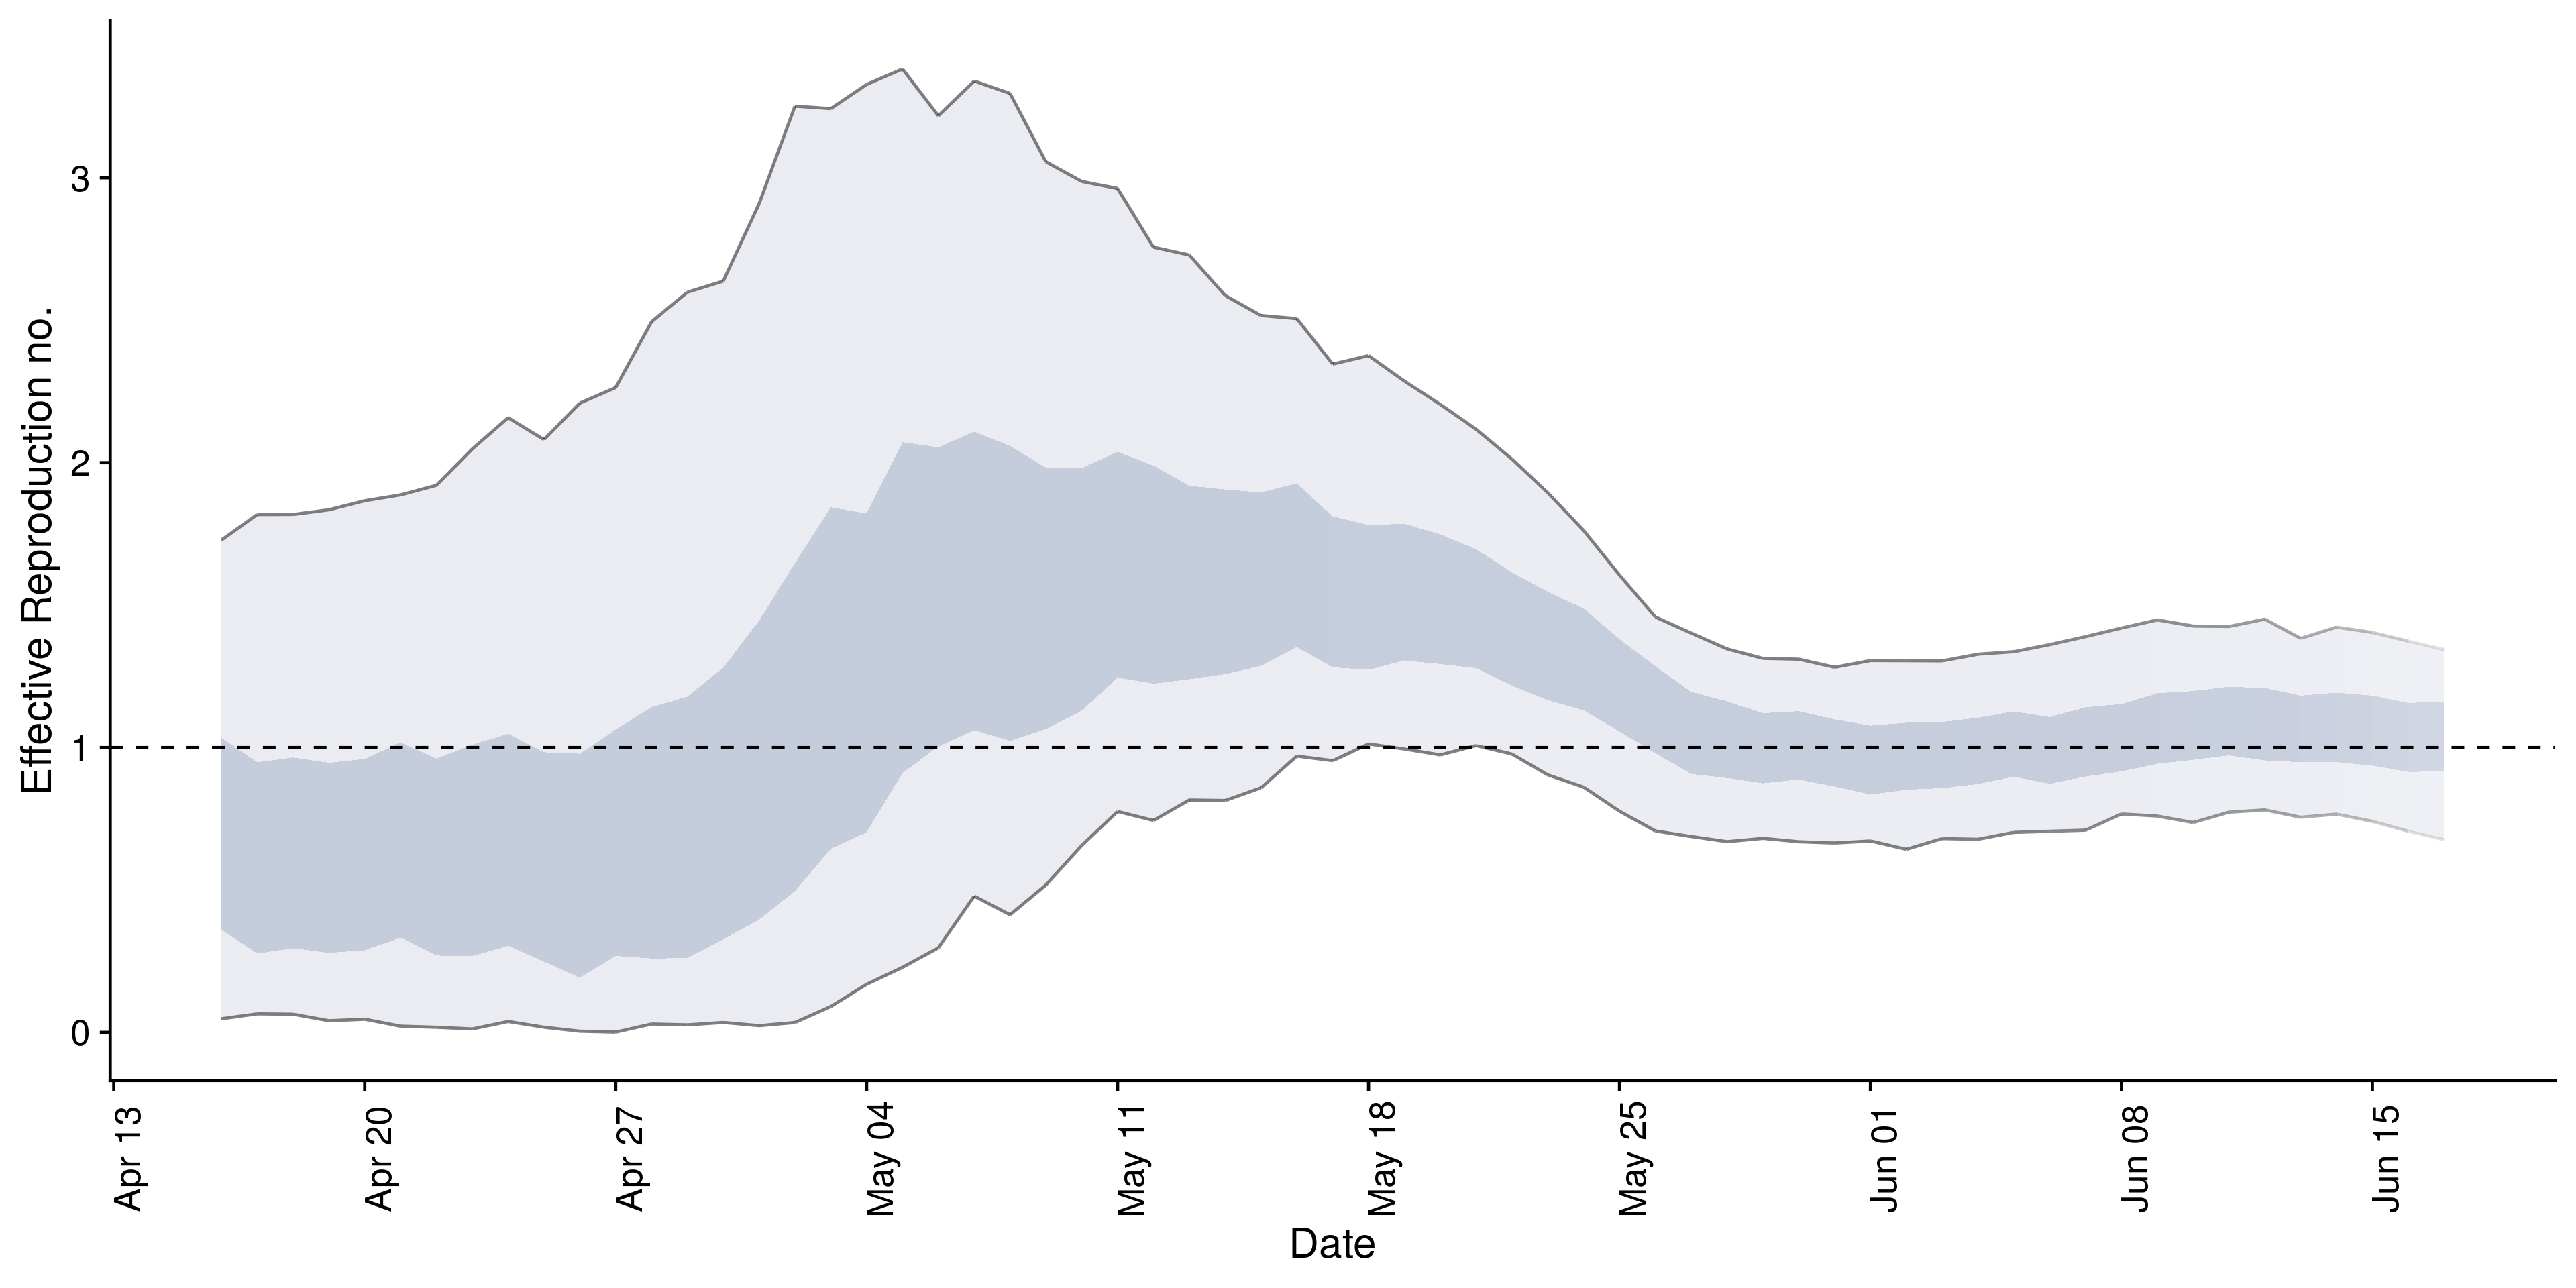 Effective Reproduction no.
3
2
1
0
Apr 13
Apr 20
Apr 27
May 04
May 11
May 18
May 25
Jun 01
Jun 08
Jun 15
Date